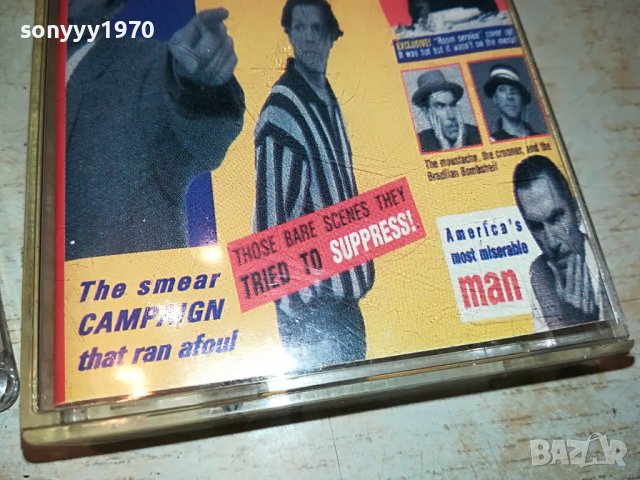 sonyyy1970
EXCLUSIVE! "Room service" cover up!
It was hot but it wasn't on the menu!
The moustache, the crooner, and the
Brazilian Bombshell!
THOSE BARE SCENES THEY
TRIED TO SUPPRESS!
America's
most miserable
man
The smear
CAMPAIGN
that ran afoul
BAZAR.BG